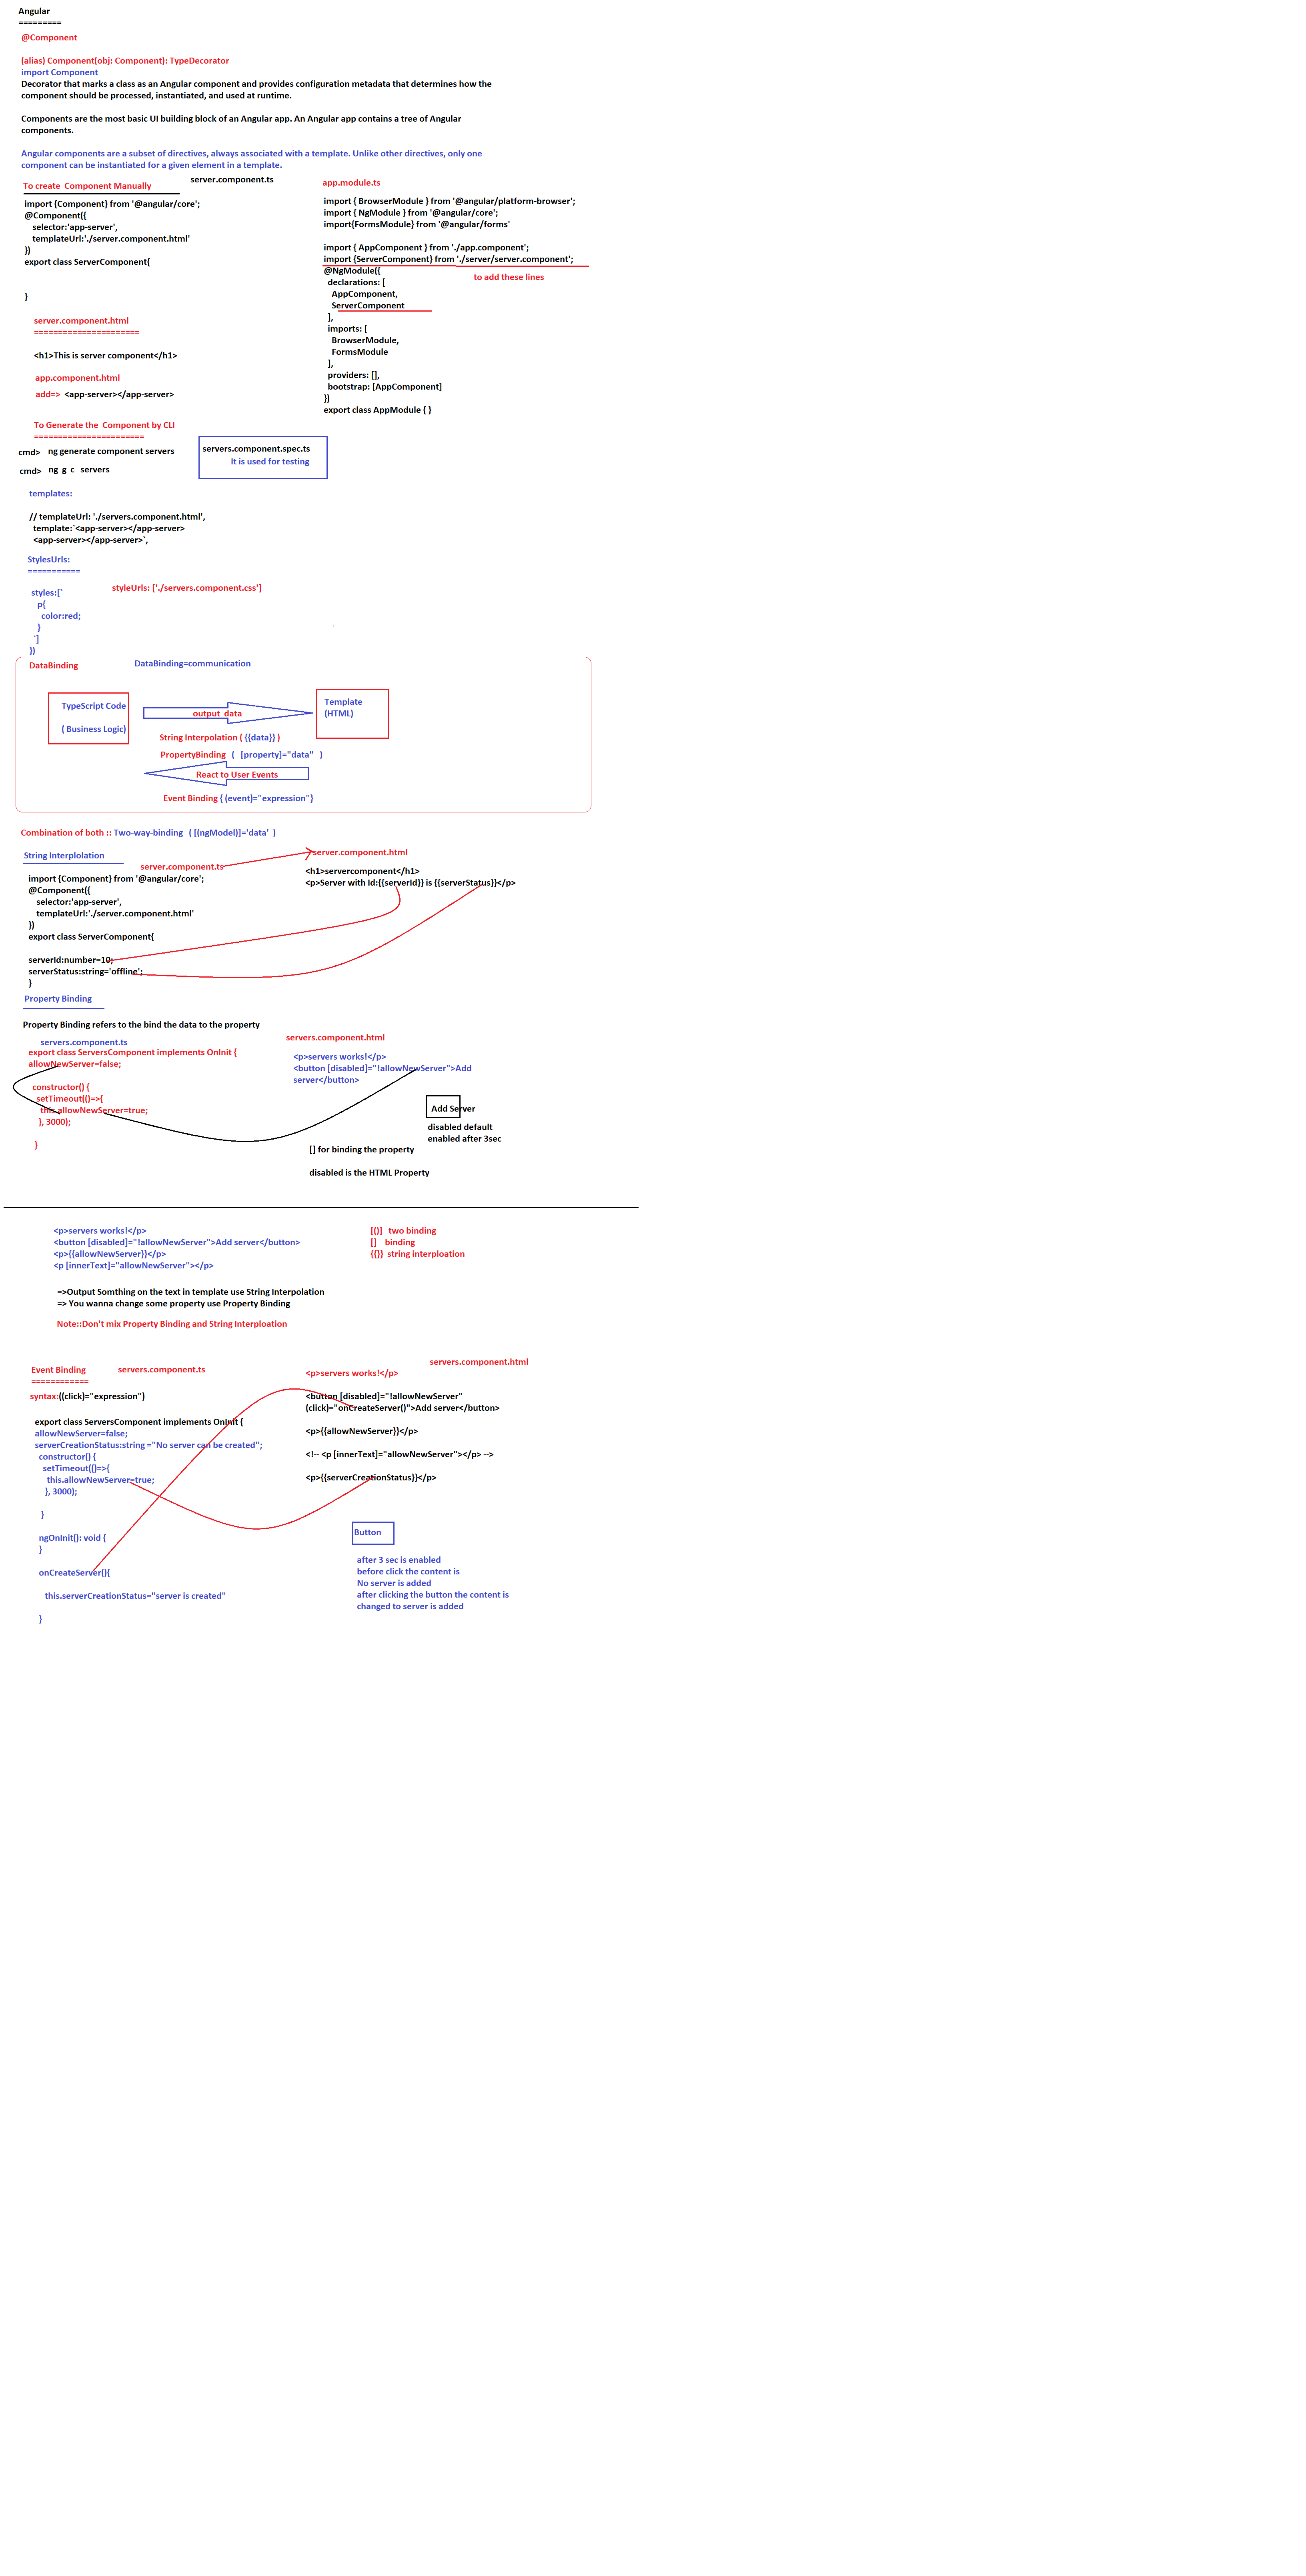 Angular
=========
@Component
(alias) Component(obj: Component): TypeDecorator
import Component
Decorator that marks a class as an Angular component and provides configuration metadata that determines how the
component should be processed, instantiated, and used at runtime.
Components are the most basic UI building block of an Angular app. An Angular app contains a tree of Angular
components.
Angular components are a subset of directives, always associated with a template. Unlike other directives, only one
component can be instantiated for a given element in a template.
To create  Component Manually
server.component.ts
import {Component} from '@angular/core';
@Component({
selector:'app-server',
templateUrl:'./server.component.html'
})
export class ServerComponent{
}
server.component.html
======================
<h1>This is server component</h1>
app.component.html
add=>  <app-server></app-server>
app.module.ts
import { BrowserModule } from '@angular/platform-browser';
import { NgModule } from '@angular/core';
import{FormsModule} from '@angular/forms'
import { AppComponent } from './app.component';
import {ServerComponent} from './server/server.component';
to add these lines
@NgModule({
declarations: [
AppComponent,
ServerComponent
],
imports: [
BrowserModule,
FormsModule
],
providers: [],
bootstrap: [AppComponent]
})
export class AppModule { }
To Generate the  Component by CLI
=======================
cmd>   ng generate component servers
cmd>   ng  g  c   servers
servers.component.spec.ts
It is used for testing
templates:
// templateUrl: './servers.component.html',
template:`<app-server></app-server>
<app-server></app-server>`,
StylesUrls:
===========
styleUrls: ['./servers.component.css']
styles:[`
p{
color:red;
}
`]
})
DataBinding
DataBinding=communication
TypeScript Code
( Business Logic)
output  data
Template
(HTML)
String Interpolation ( {{data}} )
PropertyBinding   (   [property]="data"   )
React to User Events
Event Binding ( (event)="expression")
Combination of both :: Two-way-binding   ( [(ngModel)]='data'  )
String Interplolation
server.component.ts
import {Component} from '@angular/core';
@Component({
selector:'app-server',
templateUrl:'./server.component.html'
})
export class ServerComponent{
serverId:number=10;
serverStatus:string='offline';
}
server.component.html
<h1>servercomponent</h1>
<p>Server with Id:{{serverId}} is {{serverStatus}}</p>
Property Binding
Property Binding refers to the bind the data to the property
servers.component.ts
export class ServersComponent implements OnInit {
allowNewServer=false;
constructor() {
setTimeout(()=>{
this.allowNewServer=true;
}, 3000);
}
servers.component.html
<p>servers works!</p>
<button [disabled]="!allowNewServer">Add
server</button>
Add Server
disabled default
enabled after 3sec
[] for binding the property
disabled is the HTML Property
<p>servers works!</p>
<button [disabled]="!allowNewServer">Add server</button>
<p>{{allowNewServer}}</p>
<p [innerText]="allowNewServer"></p>
[()]   two binding
[]    binding
{{}}  string interploation
=>Output Somthing on the text in template use String Interpolation
=> You wanna change some property use Property Binding
Note::Don't mix Property Binding and String Interploation
Event Binding
============
servers.component.ts
syntax:((click)="expression")
export class ServersComponent implements OnInit {
allowNewServer=false;
serverCreationStatus:string ="No server can be created";
constructor() {
setTimeout(()=>{
this.allowNewServer=true;
}, 3000);
}
ngOnInit(): void {
}
onCreateServer(){
this.serverCreationStatus="server is created"
}
servers.component.html
<p>servers works!</p>
<button [disabled]="!allowNewServer"
(click)="onCreateServer()">Add server</button>
<p>{{allowNewServer}}</p>
<!-- <p [innerText]="allowNewServer"></p> -->
<p>{{serverCreationStatus}}</p>
Button
after 3 sec is enabled
before click the content is
No server is added
after clicking the button the content is
changed to server is added